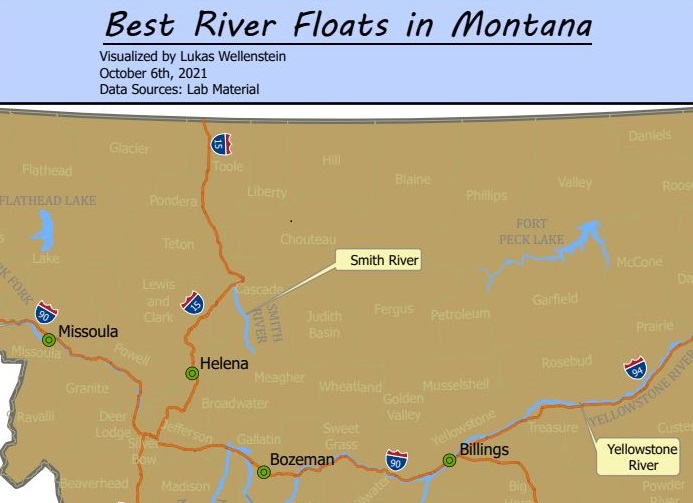 Best River Floats in Montana
Visualized by Lukas Wellenstein
October 6th, 2021
Data Sources: Lab Material
15
Daniels
Glacier
Hill
Toole
Flathead
Blaine
Valley
Phillips
Liberty
Pondera
FLATHEAD LAKE
FORT
PECK LAKE
Teton
Chouteau
Lake
Smith River
McCone
Lewis
and
Clark
Cascade
15
SMITH
RIVER
Garfield
Fergus
Petroleum
Judith
Basin
90
Missoula
Prairie
Missoula
Powell
Helena
Rosebud
94
Granite
Meagher
Wheatland
Musselshell
Golden
Valley
Broadwater
YELLOWSTONE RIVER
Ravalli
Deer
Lodge
Jefferson
Sweet
Grass
Yellowstone
Treasure
Silver
Bow
Gallatin
Billings
Yellowstone
River
Bozeman
90
Beaverhead
Madison
Big
Powder